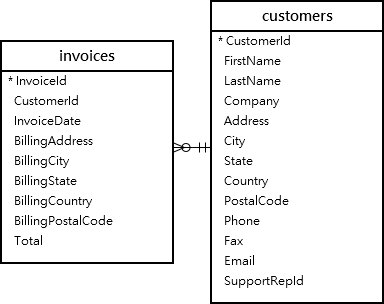 invoices
* InvoiceId
CustomerId
InvoiceDate
BillingAddress
BillingCity
BillingState
BillingCountry
BillingPostalCode
Total
customers
* CustomerId
FirstName
LastName
Company
Address
City
State
Country
PostalCode
Phone
Fax
Email
SupportRepId